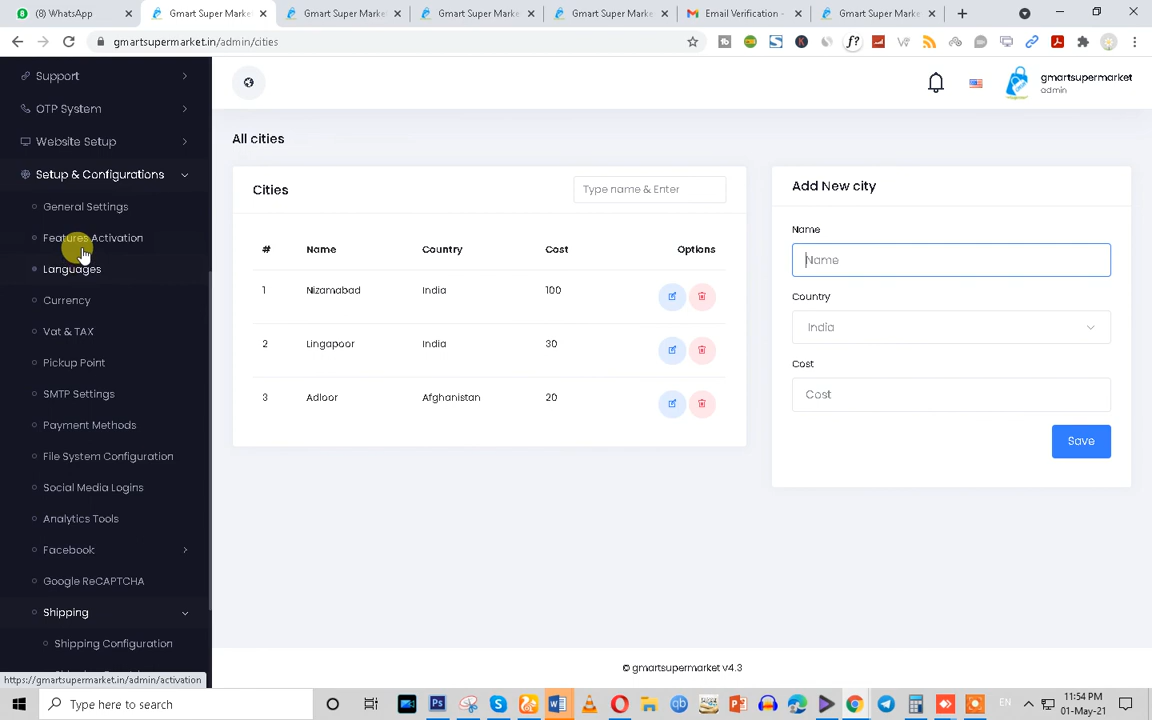 (8) WhatsApp
Gmart Super Marke
Gmart Super Marke
Gmart Super Marke
Gmart Super Marke
Email Verification -
Gmart Super Marke
gmartsupermarket.in/admin/cities
Support
OTP System
Website Setup
Setup & Configurations
General Settings
Features Activation
Languages
Currency
Vat & TAX
Pickup Point
SMTP Settings
Payment Methods
File System Configuration
Social Media Logins
Analytics Tools
Facebook
Google ReCAPTCHA
Shipping
Shipping Configuration
https://gmartsupermarket.in/admin/activation
gmartsupermarket
admin
All cities
Cities
Type name & Enter
# Name Country Cost Options
1 Nizamabad India 100
2 Lingapoor India 30
3 Adloor Afghanistan 20
Add New city
Name
Name
Country
India
Cost
Cost
Save
© gmartsupermarket v4.3
Type here to search
EN
11:54 PM
01-May-21